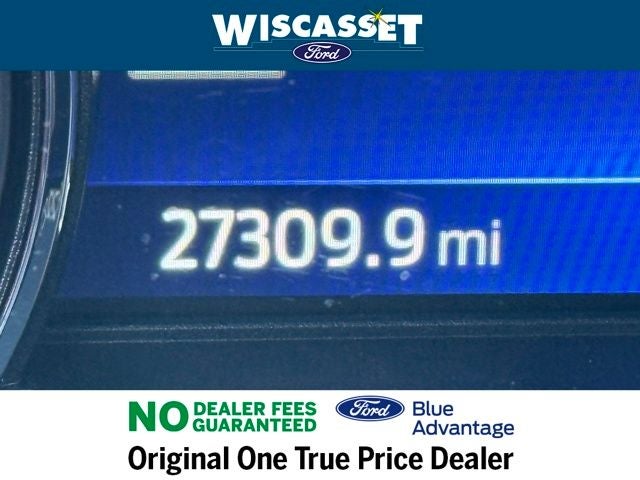 WISCASSET
Ford
27309.9 mi
NO DEALER FEES GUARANTEED
Ford Blue Advantage
Original One True Price Dealer